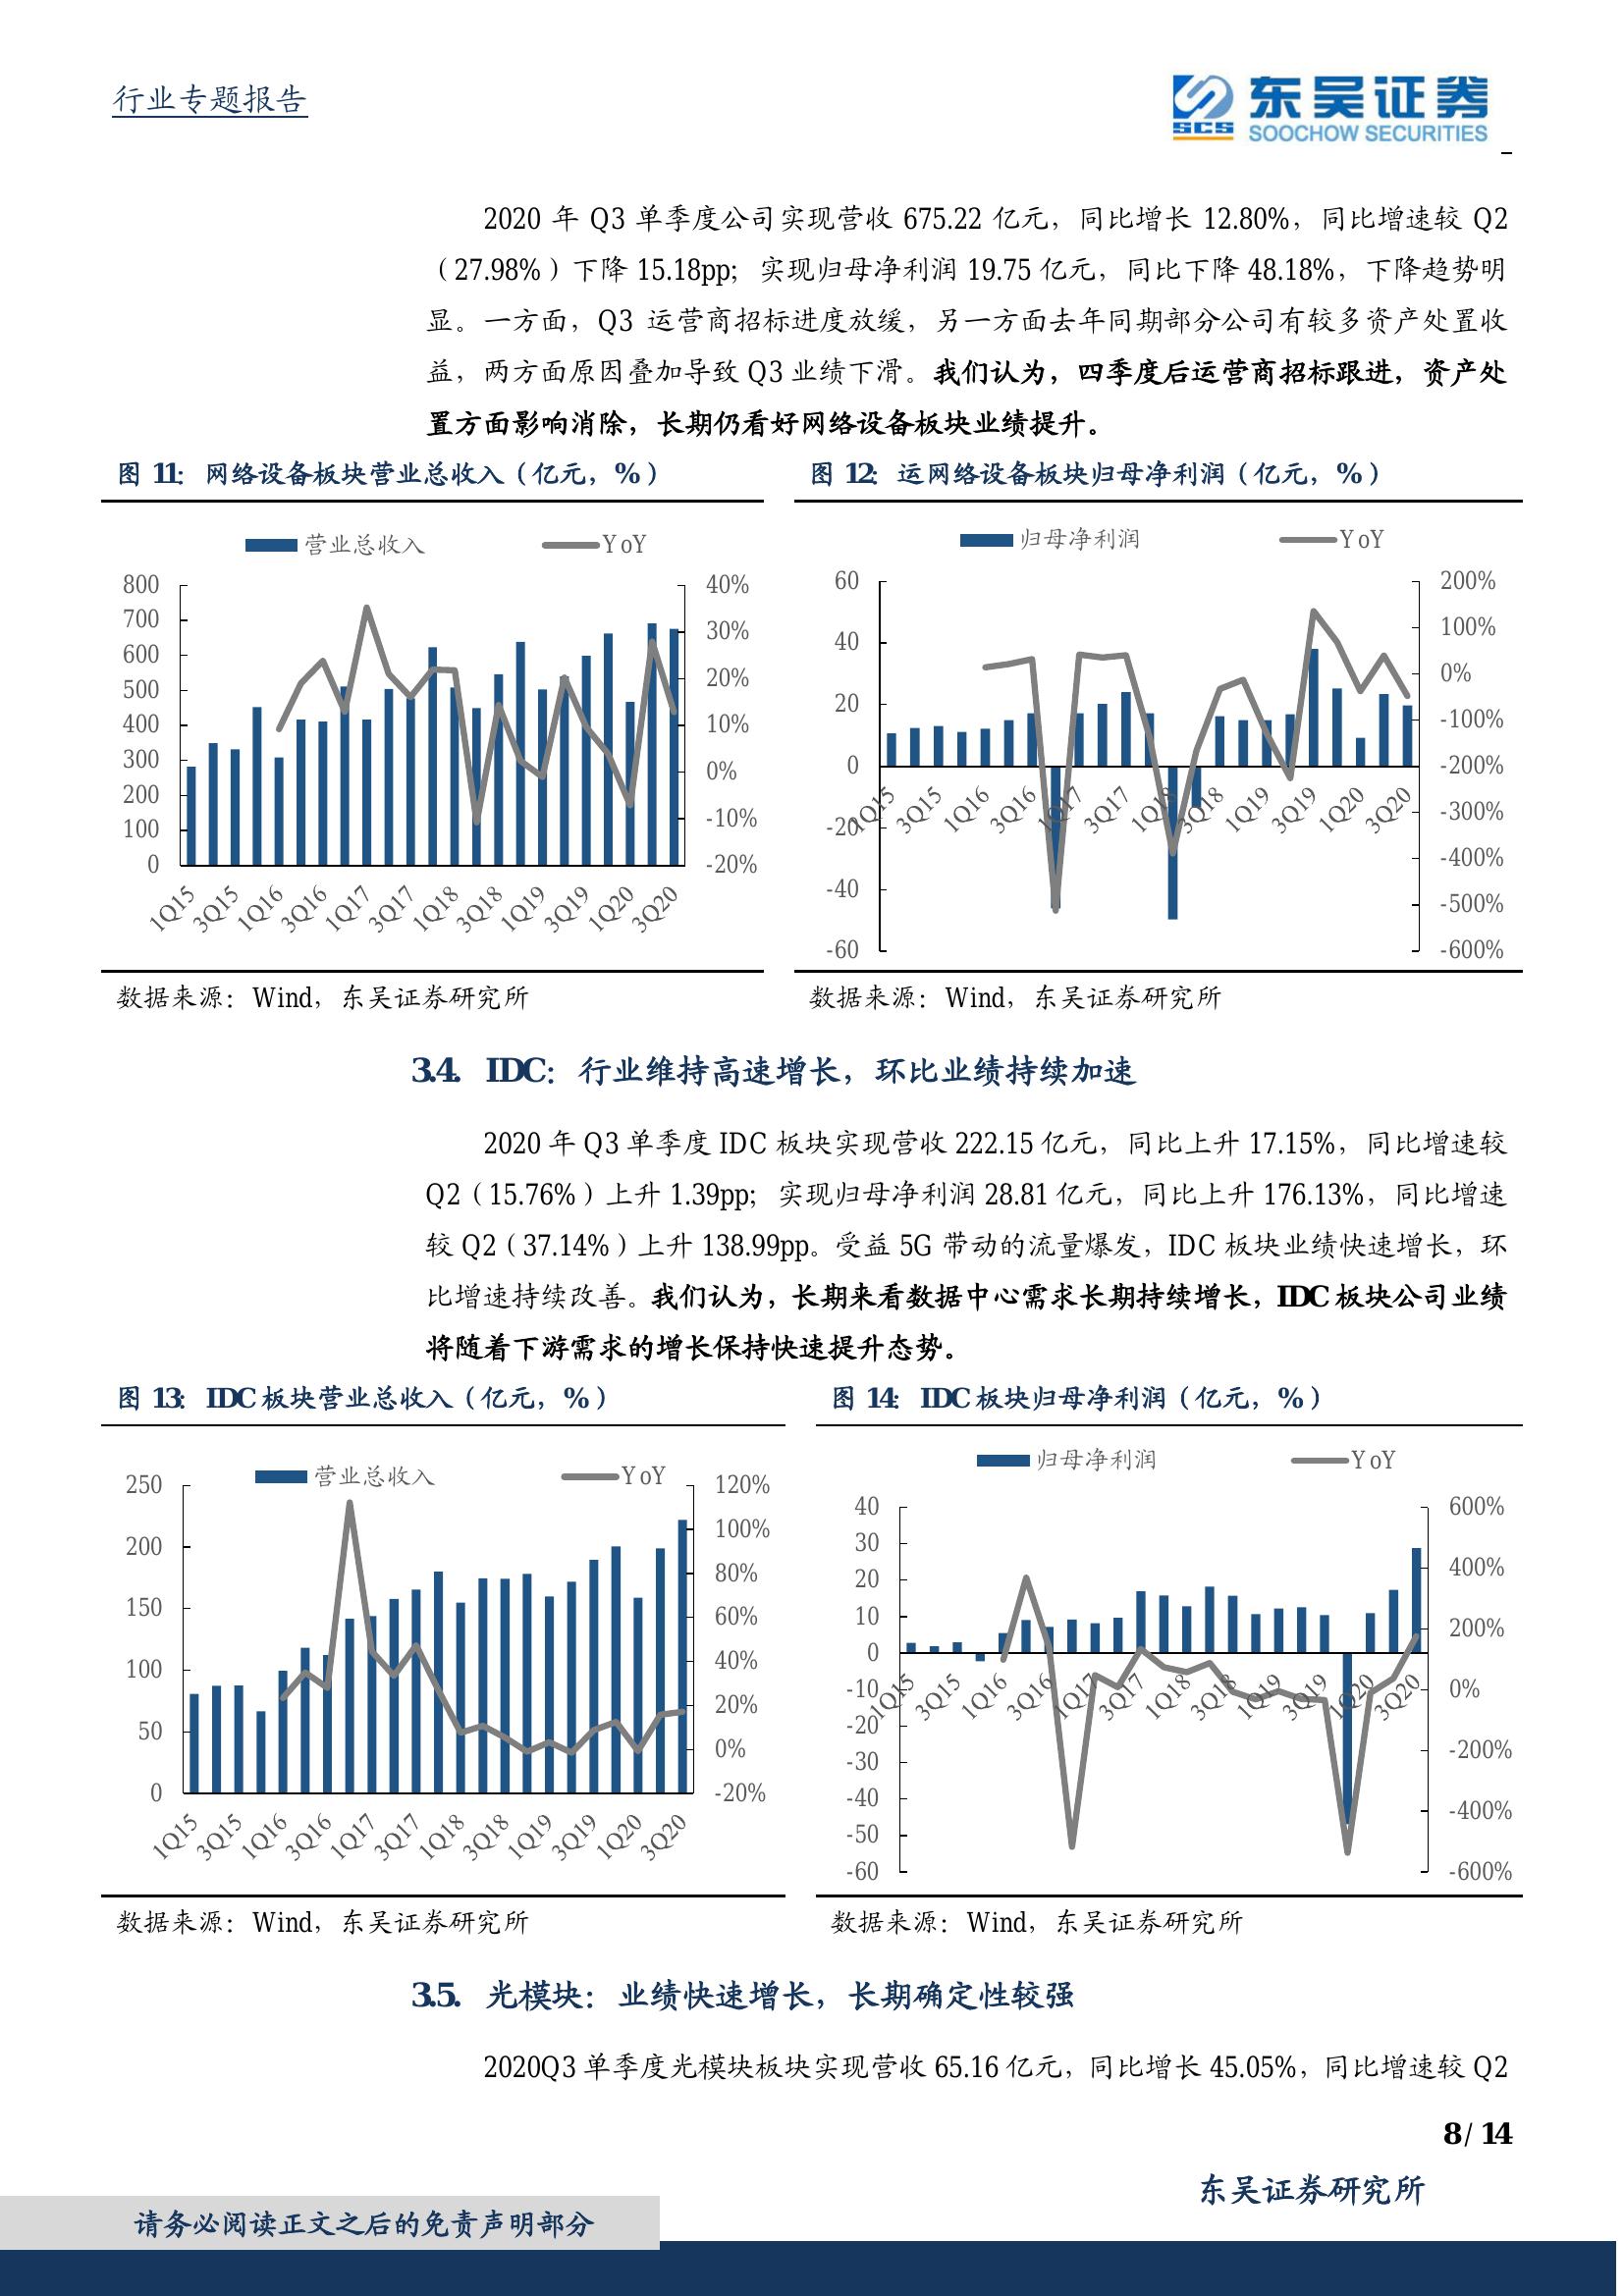 行业专题报告
SCS 东吴证券
SOOCHOW SECURITIES
2020 年 Q3 单季度公司实现营收 675.22 亿元，同比增长 12.80%，同比增速较 Q2
（27.98%）下降 15.18pp；实现归母净利润 19.75 亿元，同比下降 48.18%，下降趋势明
显。一方面，Q3 运营商招标进度放缓，另一方面去年同期部分公司有较多资产处置收
益，两方面原因叠加导致 Q3 业绩下滑。我们认为，四季度后运营商招标跟进，资产处
置方面影响消除，长期仍看好网络设备板块业绩提升。
图 11：网络设备板块营业总收入（亿元，%）
营业总收入 YoY
800
700
600
500
400
300
200
100
0
40%
30%
20%
10%
0%
-10%
-20%
1Q15 3Q15 1Q16 3Q16 1Q17 3Q17 1Q18 3Q18 1Q19 3Q19 1Q20 3Q20
数据来源：Wind，东吴证券研究所
图 12：运网络设备板块归母净利润（亿元，%）
归母净利润 YoY
60
40
20
0
-20
-40
-60
200%
100%
0%
-100%
-200%
-300%
-400%
-500%
-600%
1Q15 3Q15 1Q16 3Q16 1Q17 3Q17 1Q18 3Q18 1Q19 3Q19 1Q20 3Q20
数据来源：Wind，东吴证券研究所
3.4. IDC：行业维持高速增长，环比业绩持续加速
2020 年 Q3 单季度 IDC 板块实现营收 222.15 亿元，同比上升 17.15%，同比增速较
Q2（15.76%）上升 1.39pp；实现归母净利润 28.81 亿元，同比上升 176.13%，同比增速
较 Q2（37.14%）上升 138.99pp。受益 5G 带动的流量爆发，IDC 板块业绩快速增长，环
比增速持续改善。我们认为，长期来看数据中心需求长期持续增长，IDC 板块公司业绩
将随着下游需求的增长保持快速提升态势。
图 13：IDC 板块营业总收入（亿元，%）
营业总收入 YoY
250
200
150
100
50
0
120%
100%
80%
60%
40%
20%
0%
-20%
1Q15 3Q15 1Q16 3Q16 1Q17 3Q17 1Q18 3Q18 1Q19 3Q19 1Q20 3Q20
数据来源：Wind，东吴证券研究所
图 14：IDC 板块归母净利润（亿元，%）
归母净利润 YoY
40
30
20
10
0
-10
-20
-30
-40
-50
-60
600%
400%
200%
0%
-200%
-400%
-600%
1Q15 3Q15 1Q16 3Q16 1Q17 3Q17 1Q18 3Q18 1Q19 3Q19 1Q20 3Q20
数据来源：Wind，东吴证券研究所
3.5. 光模块：业绩快速增长，长期确定性较强
2020Q3 单季度光模块板块实现营收 65.16 亿元，同比增长 45.05%，同比增速较 Q2
8 / 14
东吴证券研究所
请务必阅读正文之后的免责声明部分